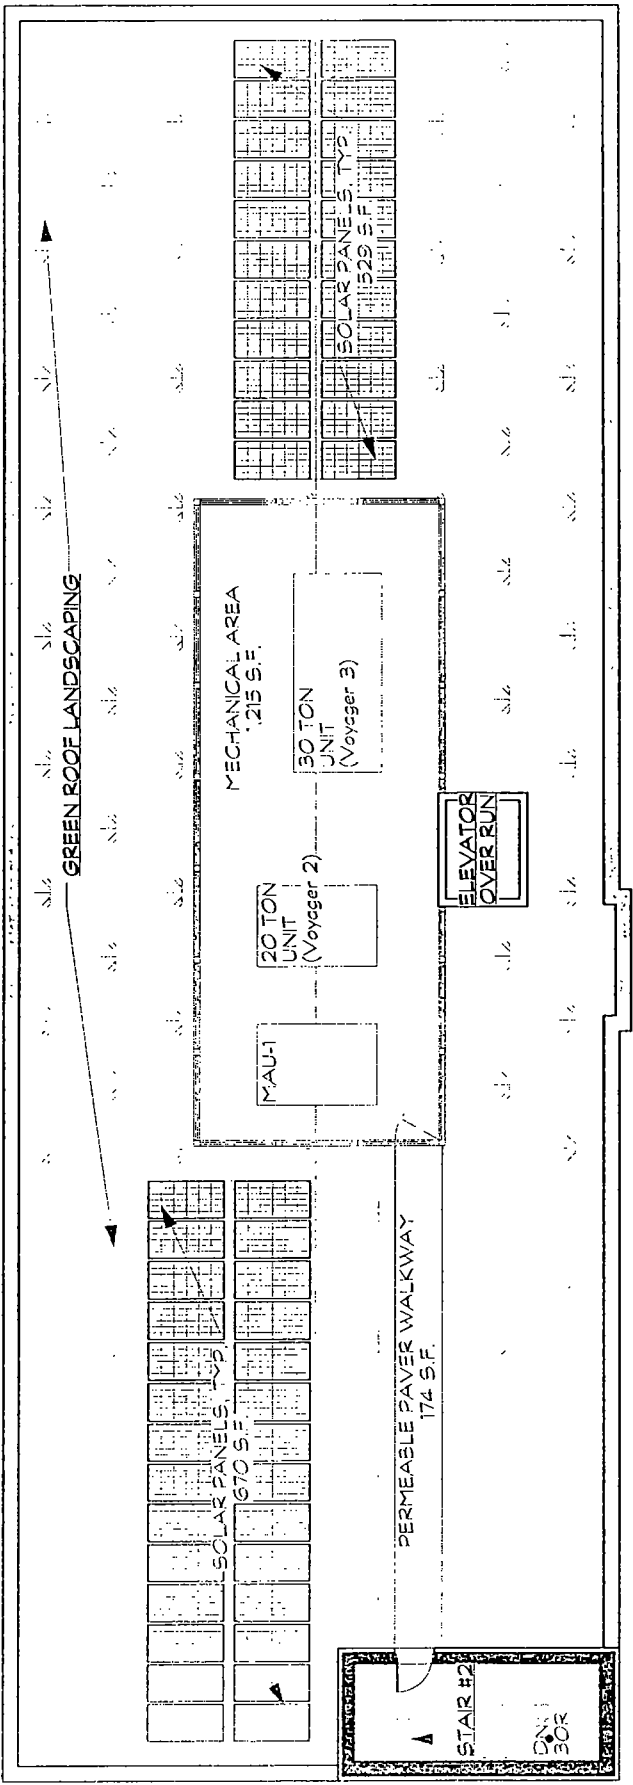 GREEN ROOF LANDSCAPING
SOLAR PANELS, TYP.
670 S.F.
MAU-1
20 TON
UNIT
(Voyager 2)
MECHANICAL AREA
1,215 S.F.
30 TON
UNIT
(Voyager 3)
SOLAR PANELS, TYP.
529 S.F.
PERMEABLE PAVER WALKWAY
174 S.F.
ELEVATOR
OVER RUN
STAIR #2
DN
30R